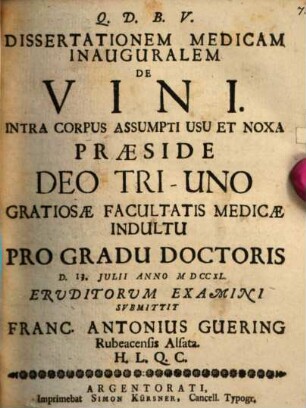 Q. D. B. V.
DISSERTATIONEM MEDICAM
INAUGURALEM
DE
VINI.
INTRA CORPUS ASSUMPTI USU ET NOXA
PRÆSIDE
DEO TRI-UNO
GRATIOSÆ FACULTATIS MEDICÆ
INDULTU
PRO GRADU DOCTORIS
D. 13. JULII ANNO MDCCXL.
ERUDITORUM EXAMINI
SUBMITTIT
FRANC. ANTONIUS GUERING
Rubeacensis Alsata.
H. L. Q. C.
ARGENTORATI,
Imprimebat SIMON KÜRSNER, Cancell. Typogr.